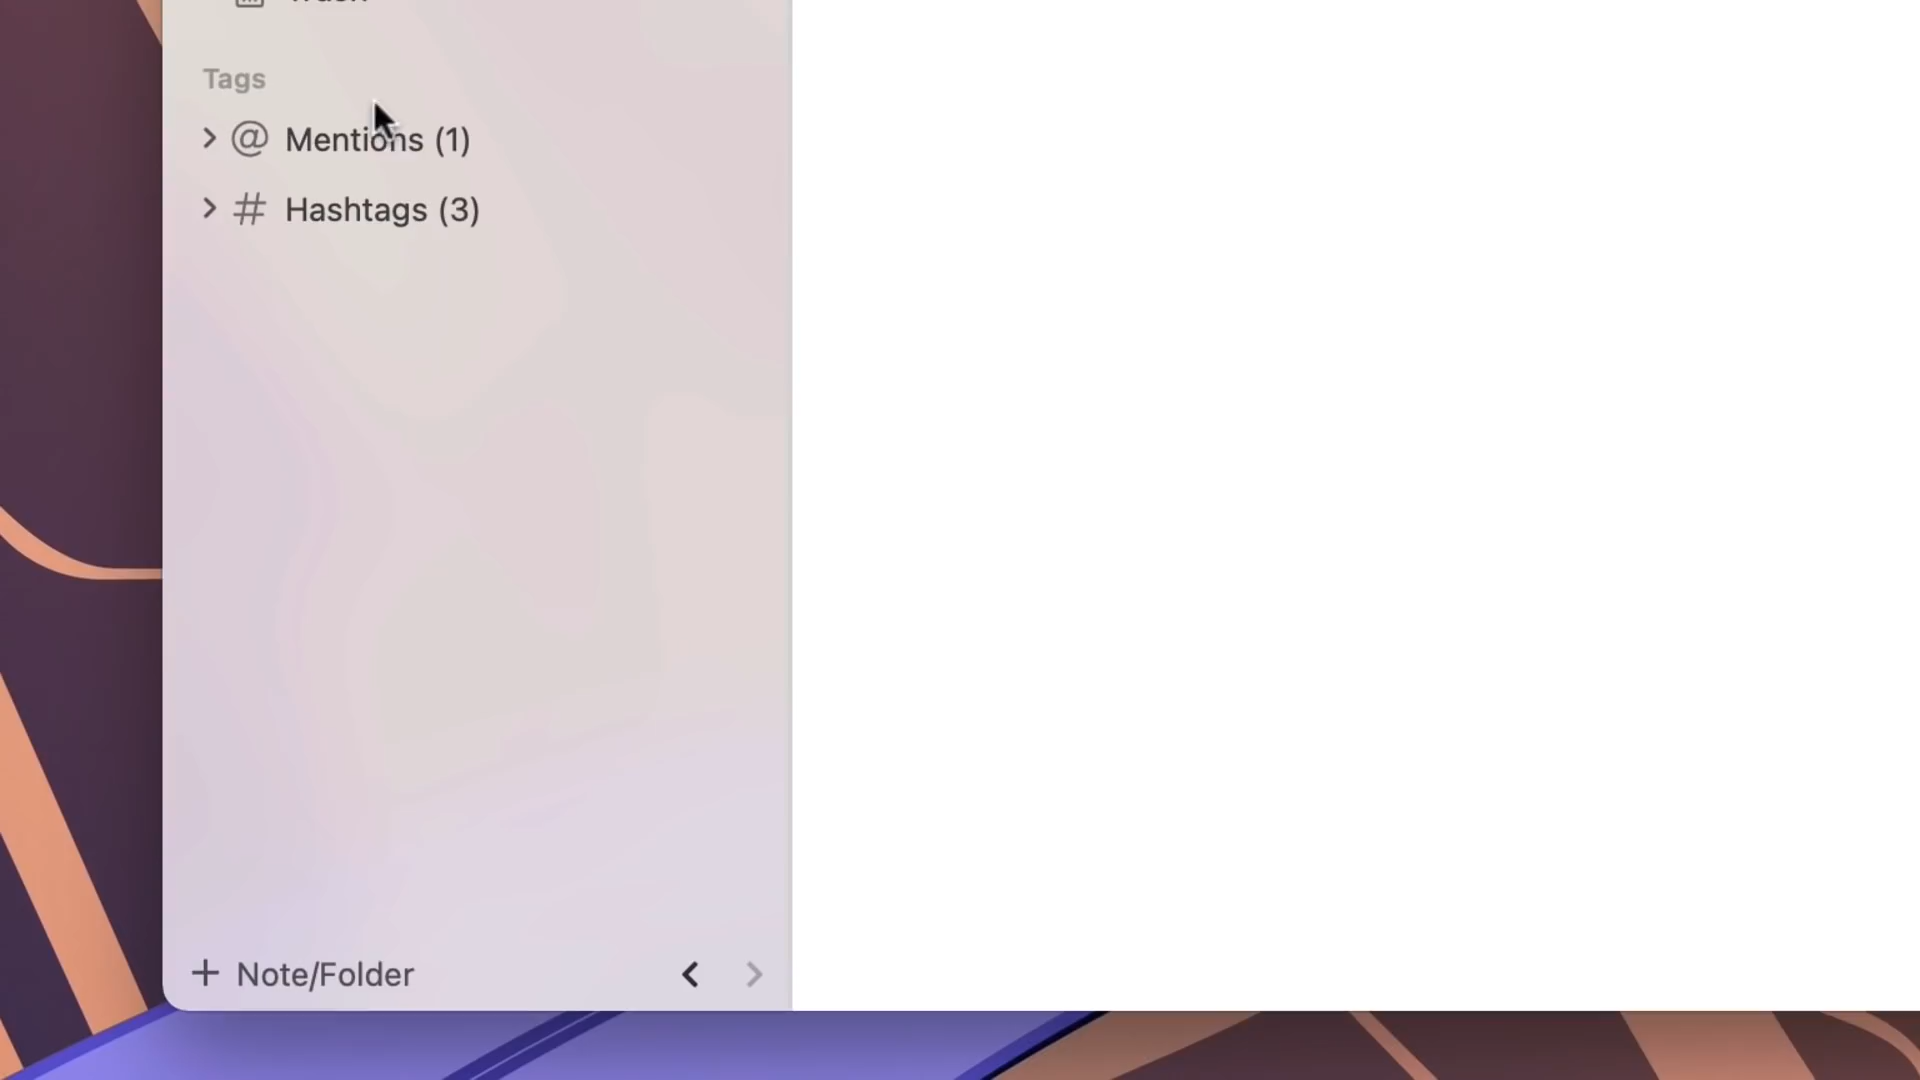 Tags
@ Mentions (1)
# Hashtags (3)
+ Note/Folder